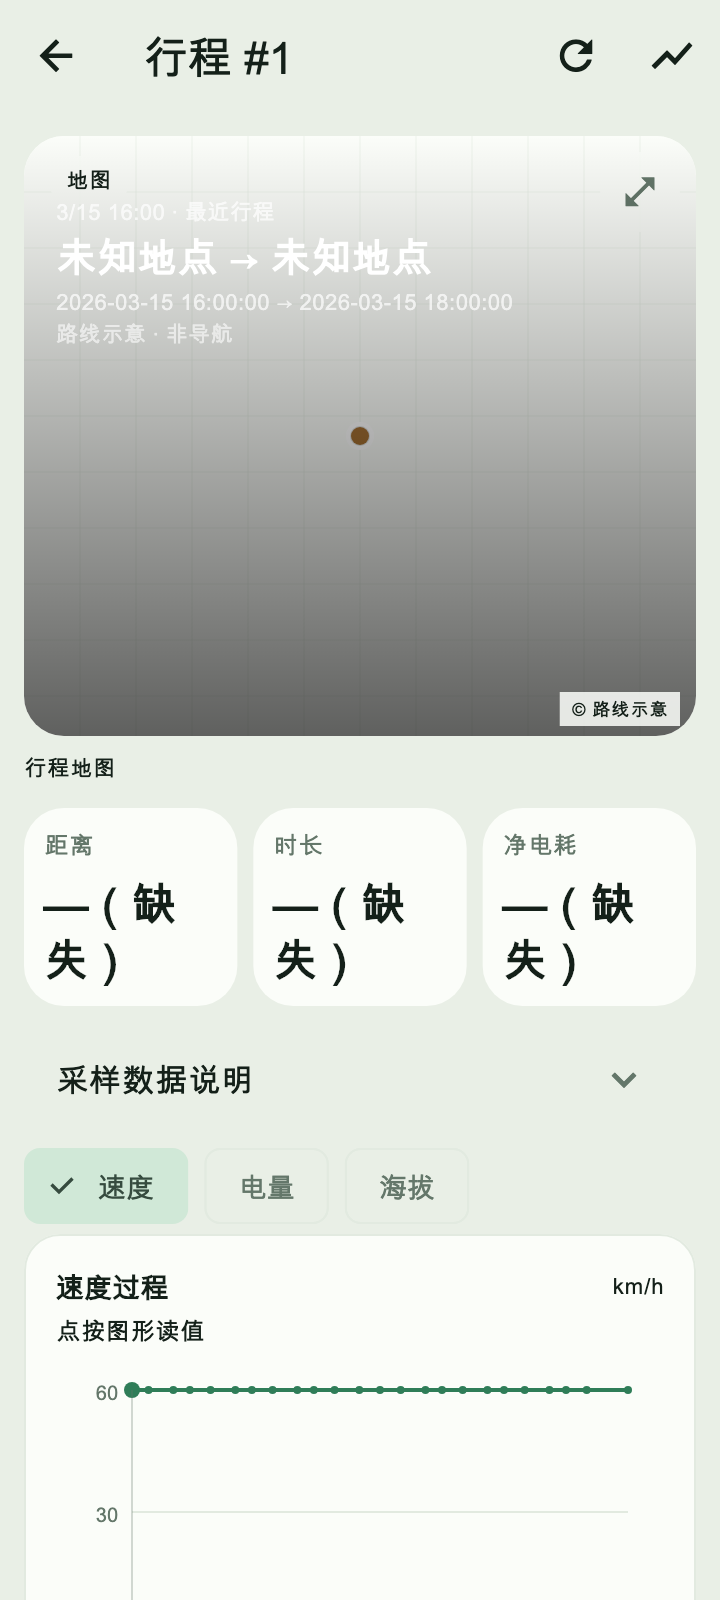 行程 #1
地图
3/15 16:00 · 最近行程
未知地点 → 未知地点
2026-03-15 16:00:00 → 2026-03-15 18:00:00
路线示意 · 非导航
© 路线示意
行程地图
距离
—（缺
失）
时长
—（缺
失）
净电耗
—（缺
失）
采样数据说明
速度
电量
海拔
速度过程
km/h
点按图形读值
60
30